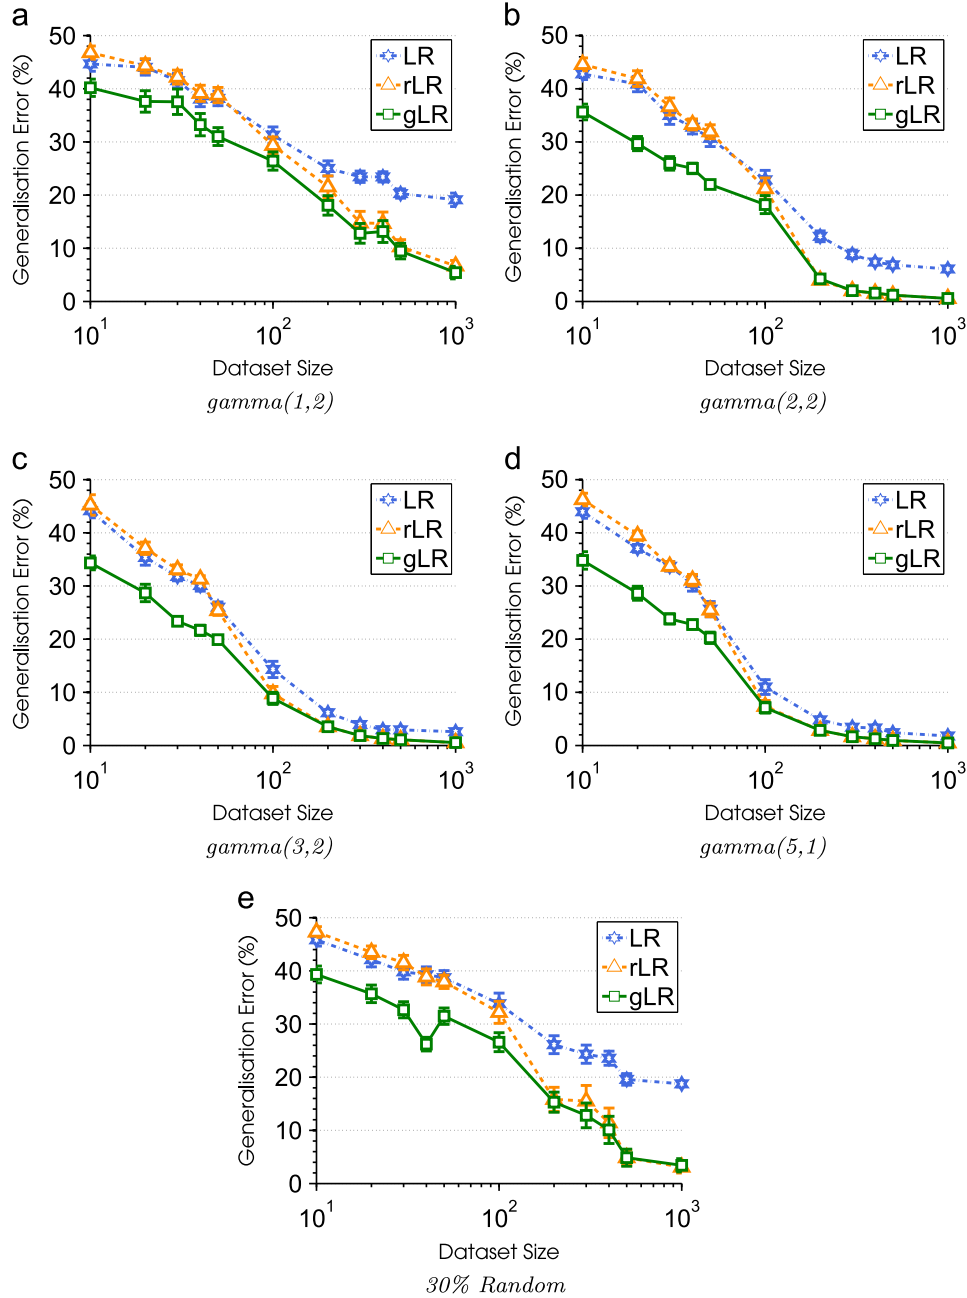 a
50
40
30
20
10
0
Generalisation Error (%)
LR
rLR
gLR
10^1
10^2
10^3
Dataset Size
gamma(1,2)
b
50
40
30
20
10
0
Generalisation Error (%)
LR
rLR
gLR
10^1
10^2
10^3
Dataset Size
gamma(2,2)
c
50
40
30
20
10
0
Generalisation Error (%)
LR
rLR
gLR
10^1
10^2
10^3
Dataset Size
gamma(3,2)
d
50
40
30
20
10
0
Generalisation Error (%)
LR
rLR
gLR
10^1
10^2
10^3
Dataset Size
gamma(5,1)
e
50
40
30
20
10
0
Generalisation Error (%)
LR
rLR
gLR
10^1
10^2
10^3
Dataset Size
30% Random